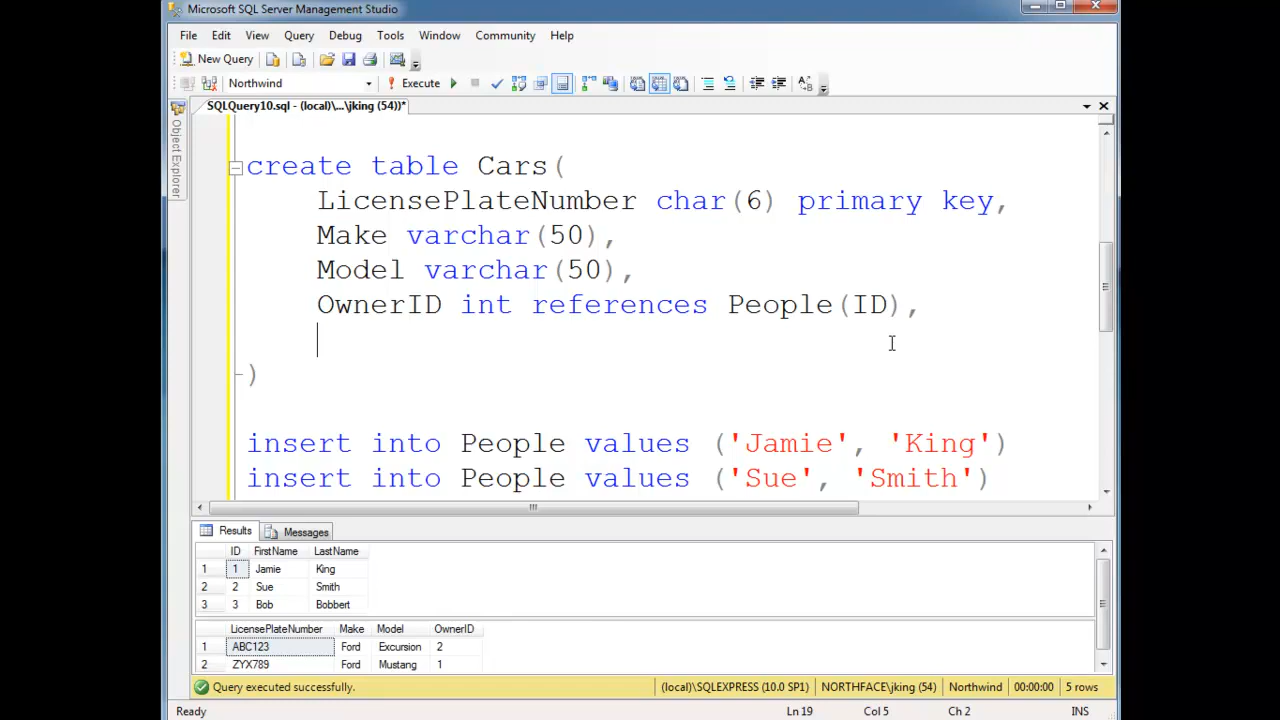 Microsoft SQL Server Management Studio
File Edit View Query Debug Tools Window Community Help
New Query
Northwind Execute
SQLQuery10.sql - (local)\...\jking (54))*
Object Explorer
create table Cars(
LicensePlateNumber char(6) primary key,
Make varchar(50),
Model varchar(50),
OwnerID int references People(ID),
)
insert into People values ('Jamie', 'King')
insert into People values ('Sue', 'Smith')
Results Messages
ID FirstName LastName
1 1 Jamie King
2 2 Sue Smith
3 3 Bob Bobbert
LicensePlateNumber Make Model OwnerID
1 ABC123 Ford Excursion 2
2 ZYX789 Ford Mustang 1
Query executed successfully. (local)\SQLEXPRESS (10.0 SP1) NORTHFACE\jking (54) Northwind 00:00:00 5 rows
Ready Ln 19 Col 5 Ch 2 INS